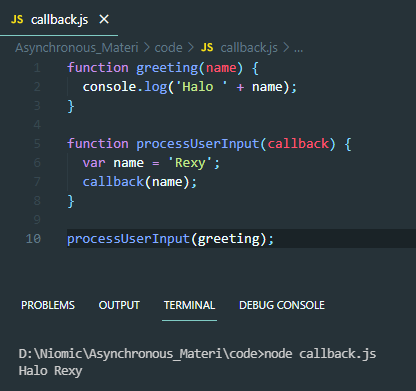 JS callback.js ×
Asynchronous_Materi > code > JS callback.js > ...
1 function greeting(name) {
2 console.log('Halo ' + name);
3 }
4
5 function processUserInput(callback) {
6 var name = 'Rexy';
7 callback(name);
8 }
9
10 processUserInput(greeting);
PROBLEMS OUTPUT TERMINAL DEBUG CONSOLE
D:\Niomic\Asynchronous_Materi\code>node callback.js
Halo Rexy